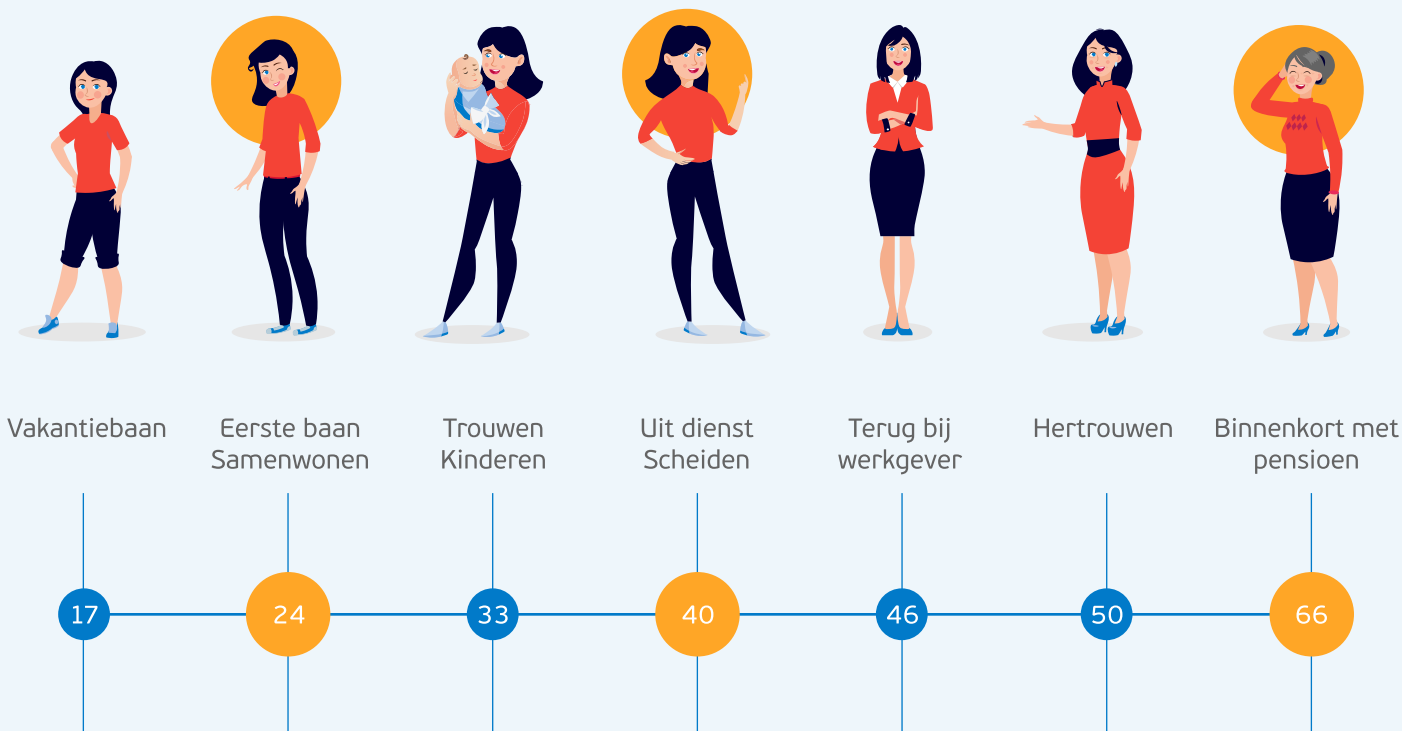 Vakantiebaan
Eerste baan
Samenwonen
Trouwen
Kinderen
Uit dienst
Scheiden
Terug bij
werkgever
Hertrouwen
Binnenkort met
pensioen
17
24
33
40
46
50
66